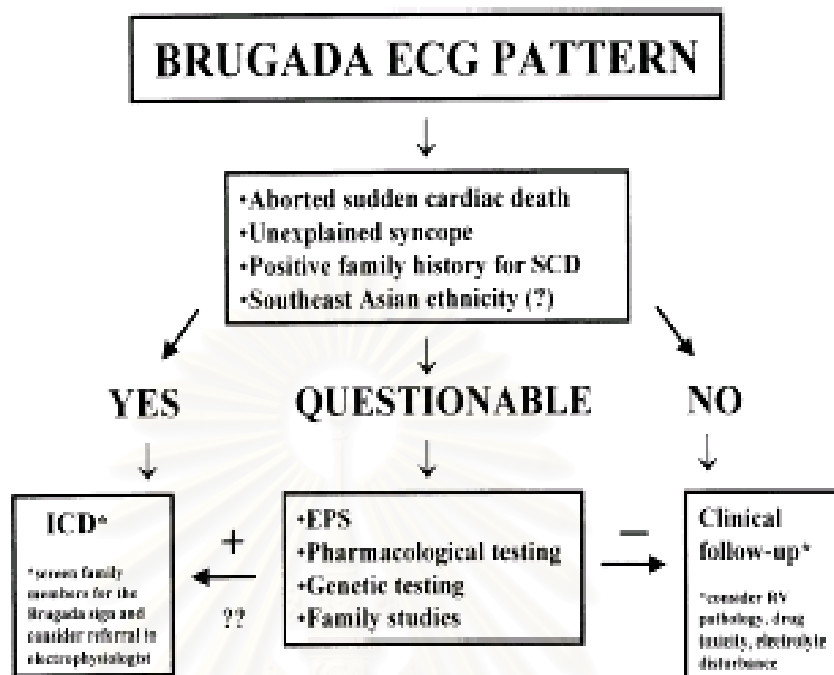 BRUGADA ECG PATTERN
•Aborted sudden cardiac death
•Unexplained syncope
•Positive family history for SCD
•Southeast Asian ethnicity (?)
YES
QUESTIONABLE
NO
ICD*
*screen family
members for the
Brugada sign and
consider referral to
electrophysiologist
+
??
•EPS
•Pharmacological testing
•Genetic testing
•Family studies
—
Clinical
follow-up*
*consider RV
pathology, drug
toxicity, electrolyte
disturbance